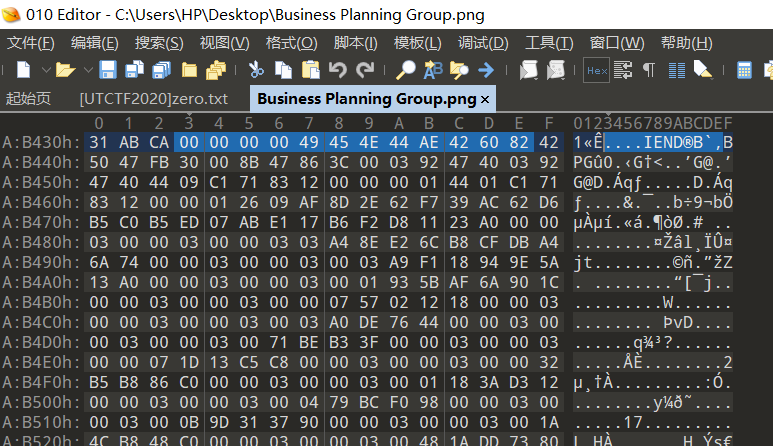 010 Editor - C:\Users\HP\Desktop\Business Planning Group.png
文件(F) 编辑(E) 搜索(S) 视图(V) 格式(O) 脚本(I) 模板(L) 调试(D) 工具(T) 窗口(W) 帮助(H)
Hex
起始页 [UTCTF2020]zero.txt Business Planning Group.png ×
0 1 2 3 4 5 6 7 8 9 A B C D E F 0123456789ABCDEF
A:B430h: 31 AB CA 00 00 00 00 49 45 4E 44 AE 42 60 82 42 1«Ê....IEND®B`‚B
A:B440h: 50 47 FB 30 00 8B 47 86 3C 00 03 92 47 40 03 92 PGû0.‹G†<..’G@.’
A:B450h: 47 40 44 09 C1 71 83 12 00 00 00 01 44 01 C1 71 G@D.Áqƒ.....D.Áq
A:B460h: 83 12 00 00 01 26 09 AF 8D 2E 62 F7 39 AC 62 D6 ƒ....&.¯..b÷9¬bÖ
A:B470h: B5 C0 B5 ED 07 AB E1 17 B6 F2 D8 11 23 A0 00 00 µÀµí.«á.¶òØ.# ..
A:B480h: 03 00 00 03 00 00 03 03 A4 8E E2 6C B8 CF DB A4 ........¤Žâl¸ÏÛ¤
A:B490h: 6A 74 00 00 03 00 00 03 00 A9 F1 18 94 9E 5A jt.......©ñ.”žZ
A:B4A0h: 13 A0 00 00 03 00 00 03 00 01 93 5B AF 6A 90 1C . ........“[¯j..
A:B4B0h: 00 00 03 00 00 03 00 00 07 57 02 12 18 00 00 03 .........W......
A:B4C0h: 00 00 03 00 00 03 00 00 A0 DE 76 44 00 00 03 00 ........ ÞvD....
A:B4D0h: 00 03 00 00 03 00 71 BE B3 3F 00 00 03 00 00 03 ......q¾³?......
A:B4E0h: 00 00 07 1D 13 C5 C8 00 00 03 00 00 03 00 00 32 .....ÅÈ........2
A:B4F0h: B5 B8 86 C0 00 00 03 00 00 03 00 01 18 3A D3 12 µ¸†À.........:Ó.
A:B500h: 00 00 03 00 00 03 00 04 79 BC F0 98 00 00 03 00 ........y¼ð˜....
A:B510h: 00 03 00 0B 9D 31 37 90 00 00 03 00 00 03 00 1A .....17.........
A:B520h: 4C B8 48 C0 00 00 03 00 00 03 00 48 1A DD 73 80 L¸HÀ.......H.Ýs€